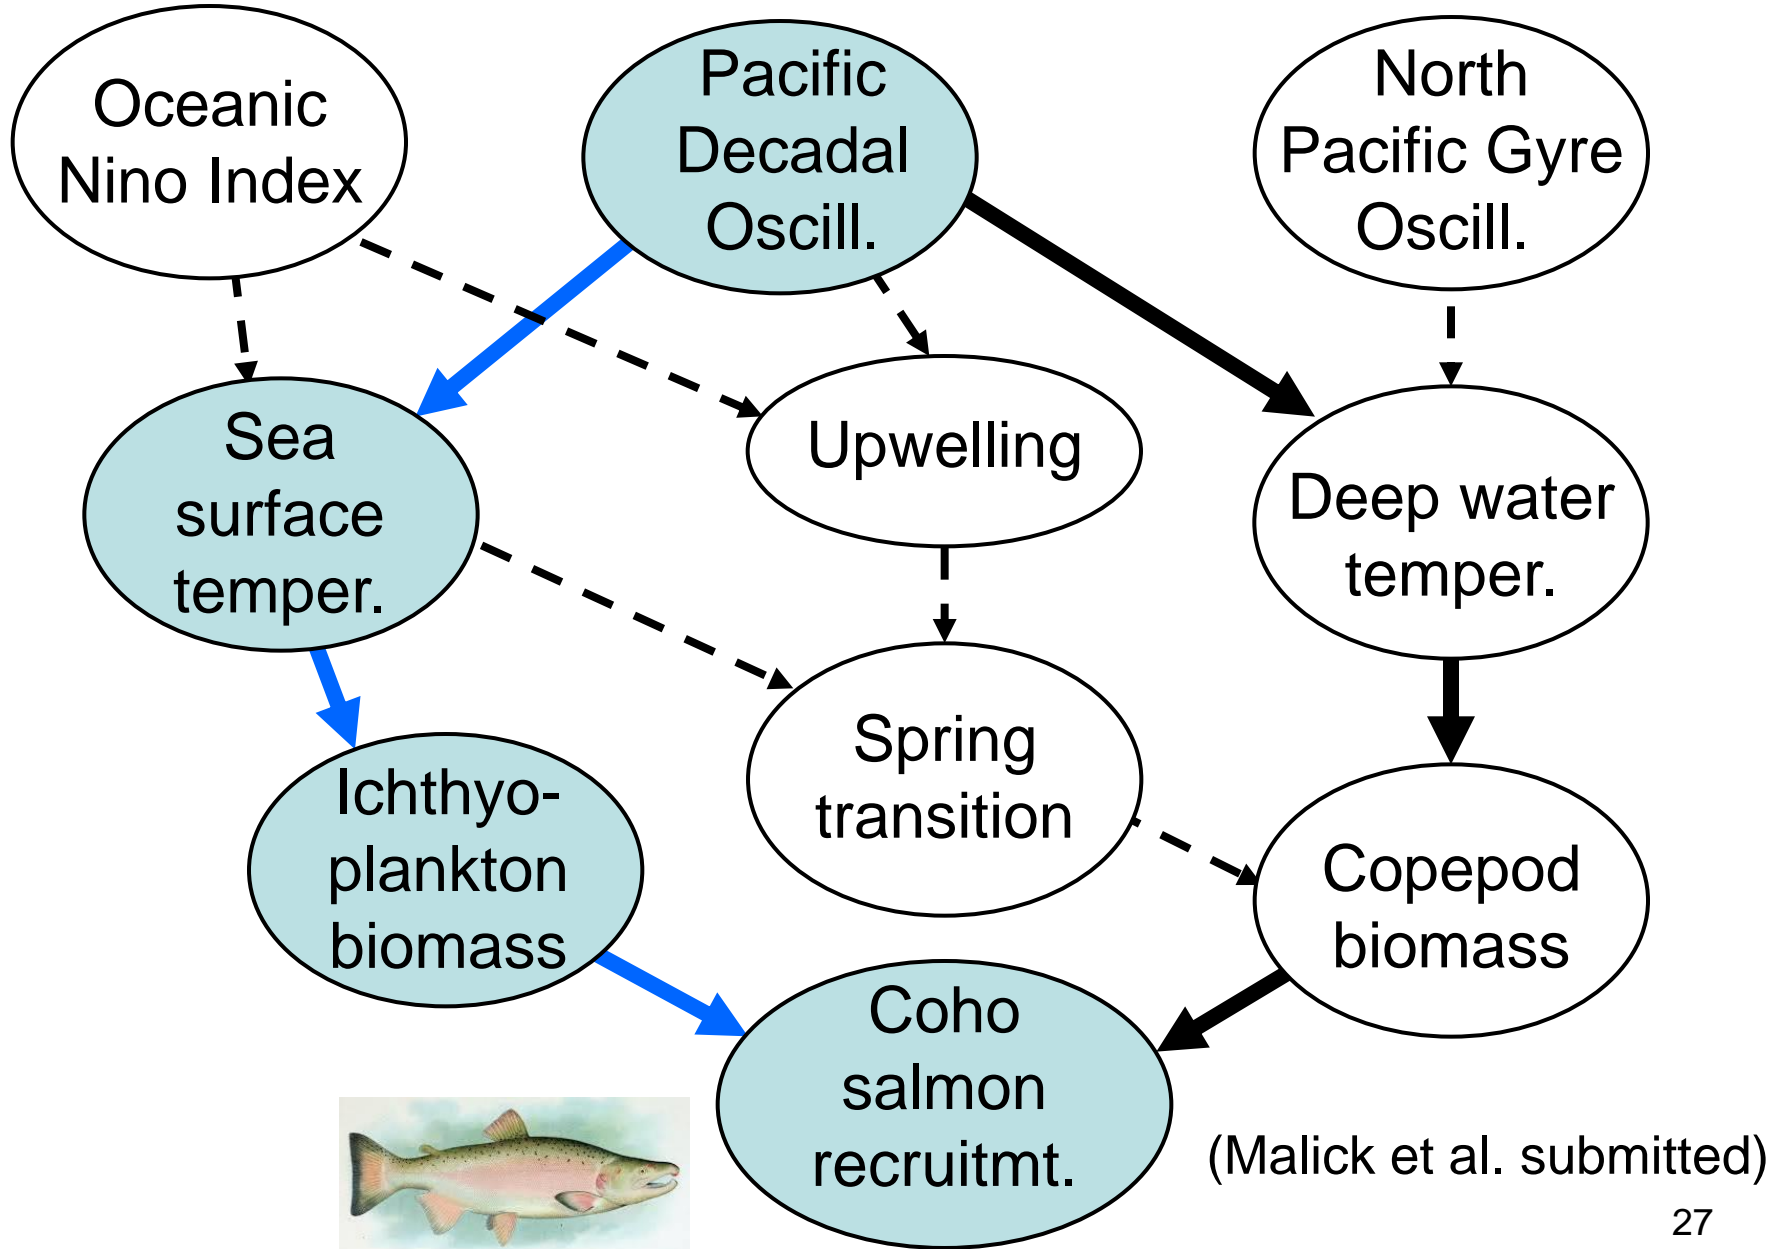 Oceanic
Nino Index
Pacific
Decadal
Oscill.
North
Pacific Gyre
Oscill.
Sea
surface
temper.
Upwelling
Deep water
temper.
Ichthyo-
plankton
biomass
Spring
transition
Copepod
biomass
Coho
salmon
recruitmt.
(Malick et al. submitted)
27